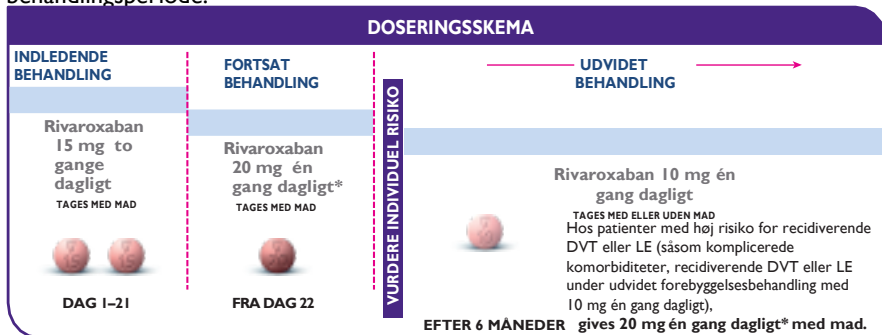 behandlingsperiode.
DOSERINGSSKEMA
INDLEDENDE
BEHANDLING
Rivaroxaban
15 mg to
gange
dagligt
TAGES MED MAD
DAG 1–21
FORTSAT
BEHANDLING
Rivaroxaban
20 mg én
gang dagligt*
TAGES MED MAD
FRA DAG 22
VURDERE INDIVIDUEL RISIKO
UDVIDET
BEHANDLING
Rivaroxaban 10 mg én
gang dagligt
TAGES MED ELLER UDEN MAD
Hos patienter med høj risiko for recidiverende
DVT eller LE (såsom komplicerede
komorbiditeter, recidiverende DVT eller LE
under udvidet forebyggelsesbehandling med
10 mg én gang dagligt),
EFTER 6 MÅNEDER gives 20 mg én gang dagligt* med mad.